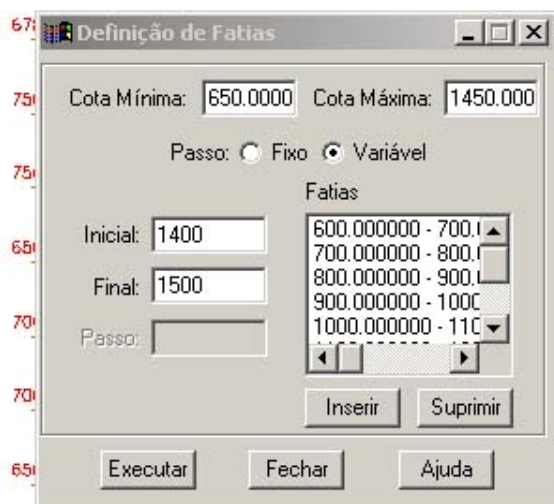 Definição de Fatias
Cota Mínima: 650.0000 Cota Máxima: 1450.000
Passo: Fixo Variável
Fatias
Inicial: 1400
Final: 1500
Passo:
600.000000 - 700.
700.000000 - 800.
800.000000 - 900.
900.000000 - 1000
1000.000000 - 110
Inserir Suprimir
Executar Fechar Ajuda